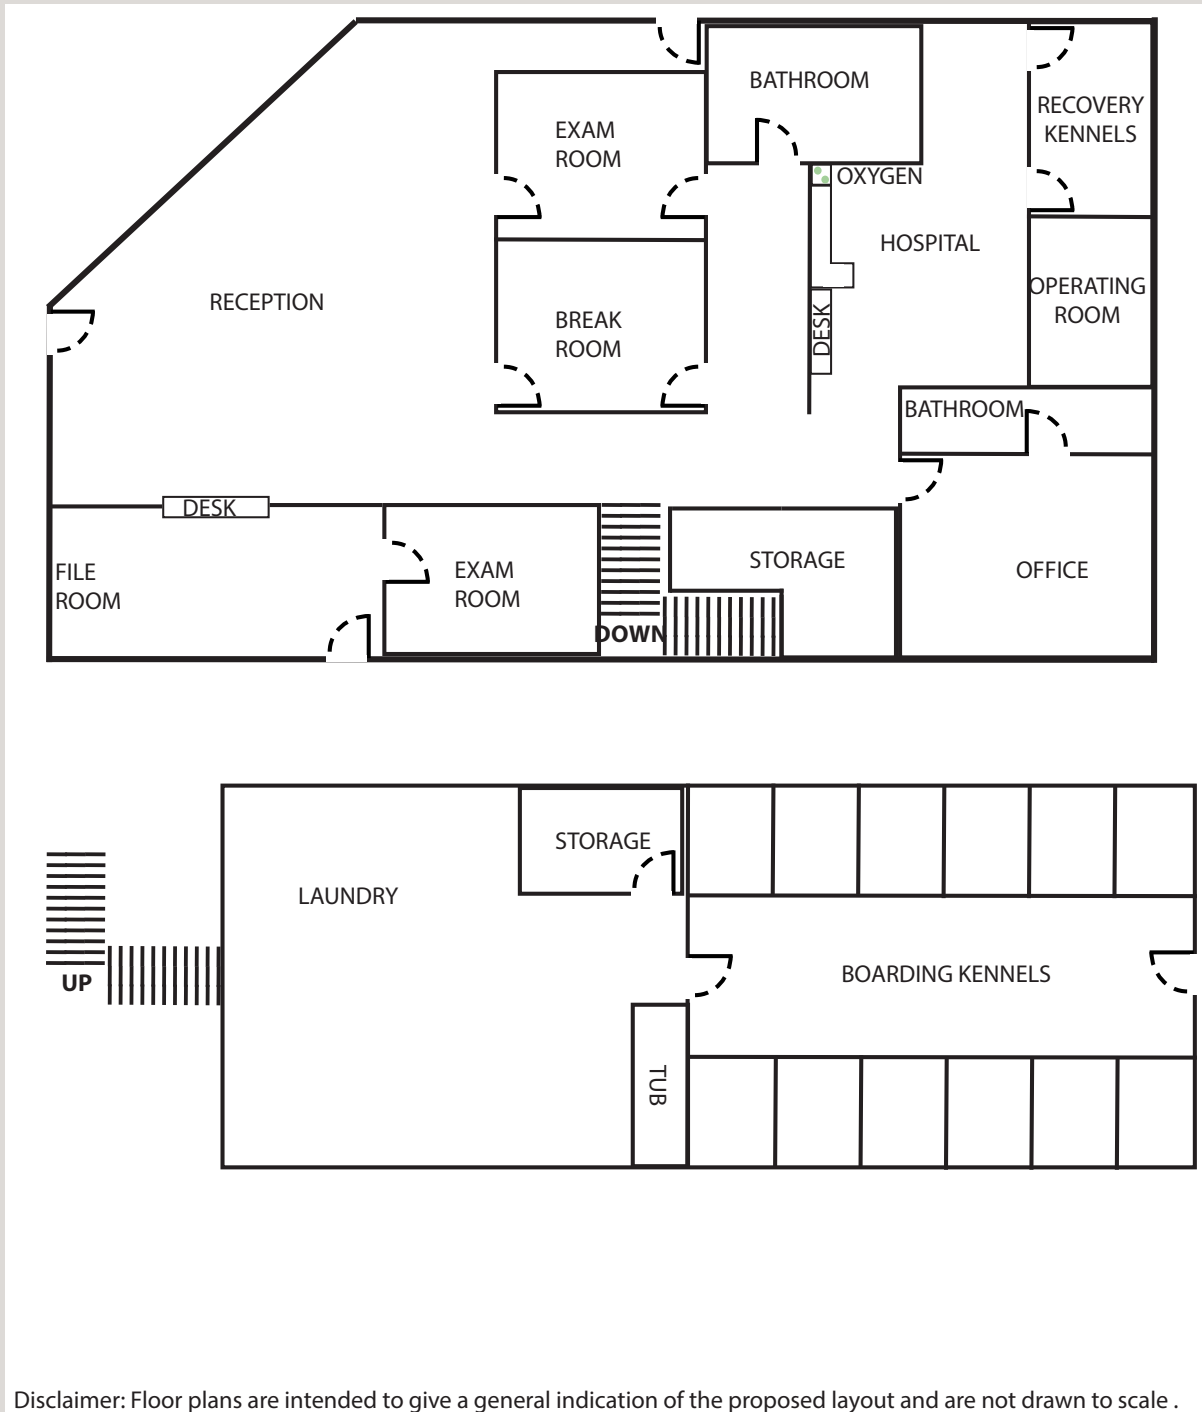 BATHROOM
EXAM
ROOM
RECOVERY
KENNELS
OXYGEN
HOSPITAL
RECEPTION
OPERATING
ROOM
BREAK
ROOM
DESK
BATHROOM
DESK
FILE
ROOM
EXAM
ROOM
STORAGE
OFFICE
DOWN
STORAGE
LAUNDRY
UP
BOARDING KENNELS
TUB
Disclaimer: Floor plans are intended to give a general indication of the proposed layout and are not drawn to scale .